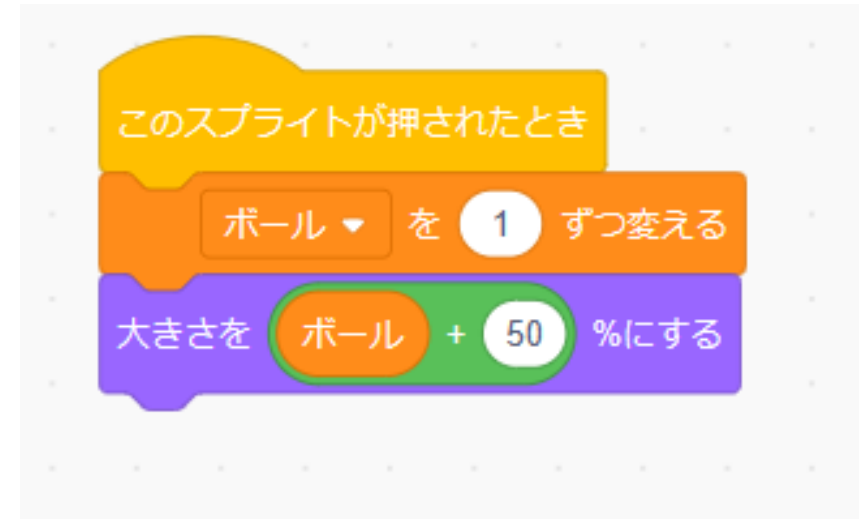 このスプライトが押されたとき
ボール を 1 ずつ変える
大きさを ボール + 50 %にする